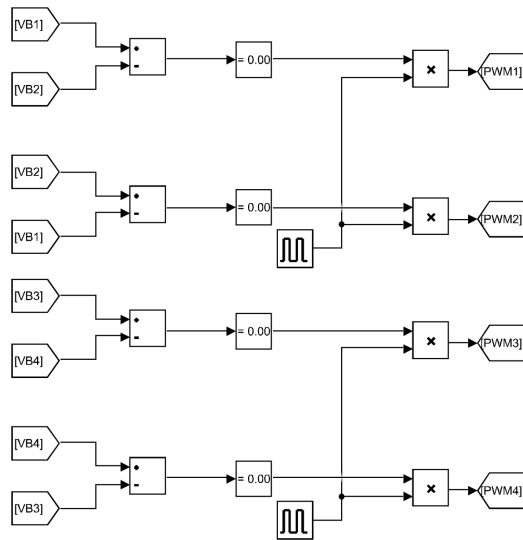 [VB1]
[VB2]
= 0.00
[PWM1]
[VB2]
[VB1]
= 0.00
[PWM2]
[VB3]
[VB4]
= 0.00
[PWM3]
[VB4]
[VB3]
= 0.00
[PWM4]